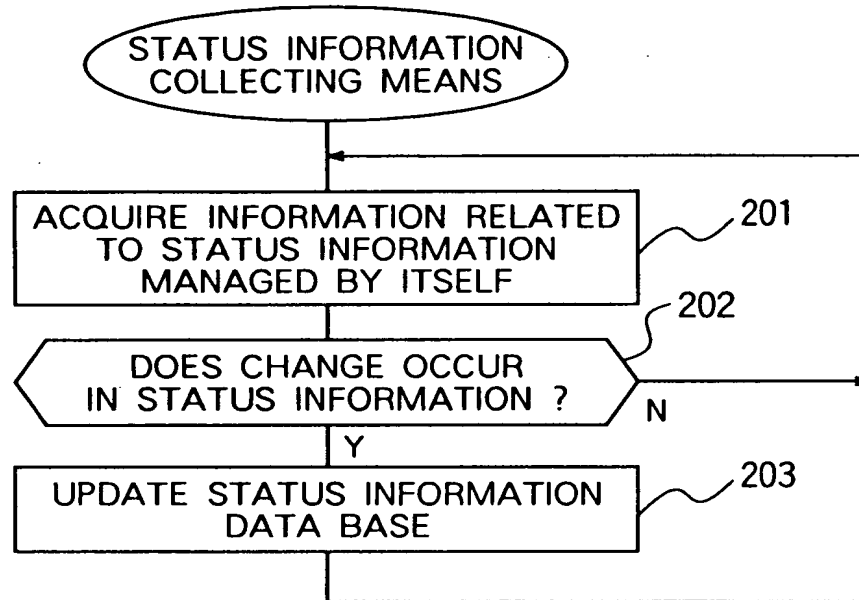 STATUS INFORMATION
COLLECTING MEANS
ACQUIRE INFORMATION RELATED
TO STATUS INFORMATION
MANAGED BY ITSELF
201
202
DOES CHANGE OCCUR
IN STATUS INFORMATION ?
N
Y
UPDATE STATUS INFORMATION
DATA BASE
203